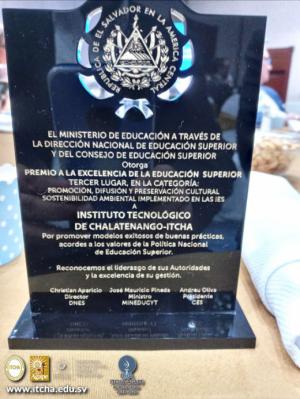 REPÚBLICA DE EL SALVADOR EN LA AMÉRICA CENTRAL
EL MINISTERIO DE EDUCACIÓN A TRAVÉS DE
LA DIRECCIÓN NACIONAL DE EDUCACIÓN SUPERIOR
Y DEL CONSEJO DE EDUCACIÓN SUPERIOR
Otorga
PREMIO A LA EXCELENCIA DE LA EDUCACIÓN SUPERIOR
TERCER LUGAR, EN LA CATEGORÍA:
PROMOCIÓN, DIFUSIÓN Y PRESERVACIÓN CULTURAL
SOSTENIBILIDAD AMBIENTAL IMPLEMENTADO EN LAS IES
A
INSTITUTO TECNOLÓGICO
DE CHALATENANGO-ITCHA
Por promover modelos exitosos de buenas prácticas,
acordes a los valores de la Política Nacional
de Educación Superior.
Reconocemos el liderazgo de sus Autoridades
y la excelencia de su gestión.
Christian Aparicio José Mauricio Pineda Andreu Oliva
Director Ministro Presidente
DNES MINEDUCYT CES
ITCHA
Agape
www.itcha.edu.sv